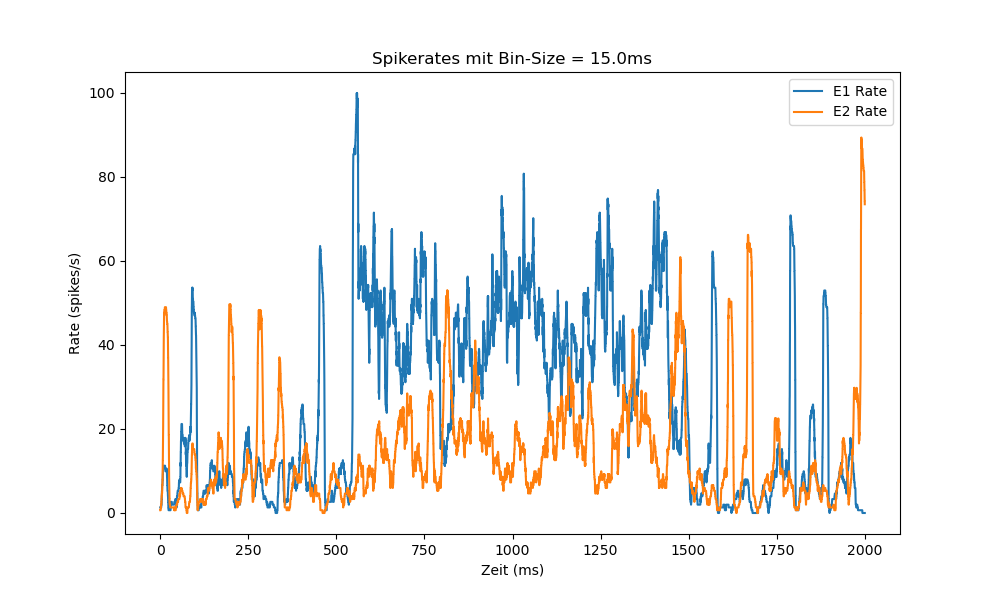 Spikerates mit Bin-Size = 15.0ms
E1 Rate
E2 Rate
Rate (spikes/s)
100
80
60
40
20
0
0 250 500 750 1000 1250 1500 1750 2000
Zeit (ms)